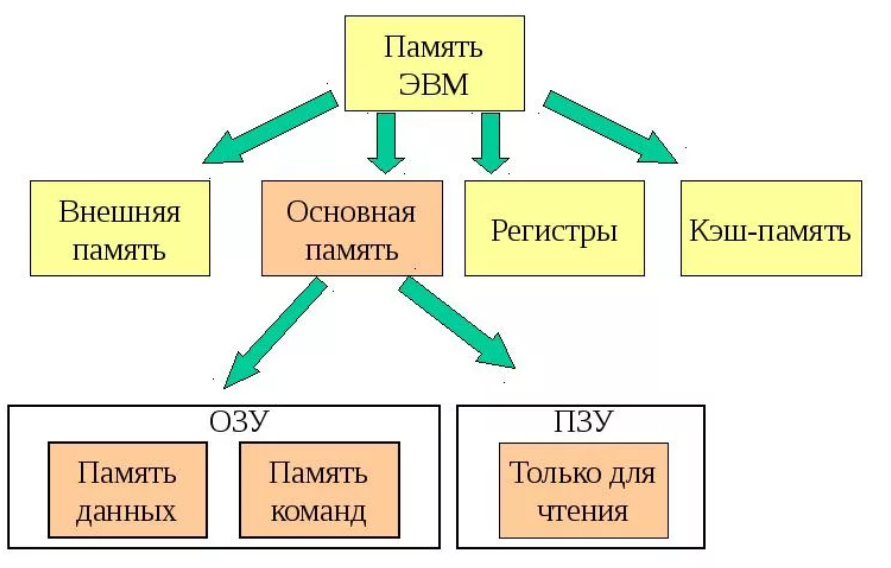 Память
ЭВМ
Внешняя
память
Основная
память
Регистры
Кэш-память
ОЗУ
Память
данных
Память
команд
ПЗУ
Только для
чтения